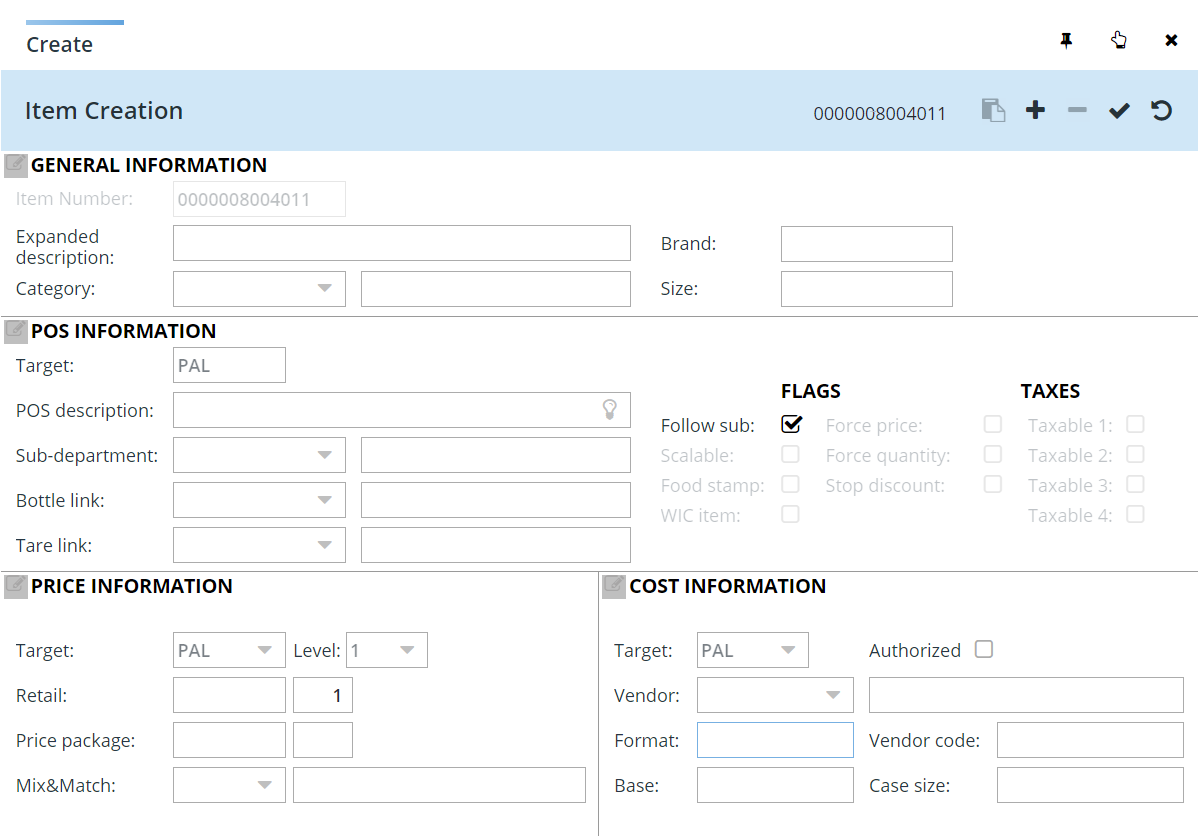 Create
Item Creation
0000008004011
GENERAL INFORMATION
Item Number:
0000008004011
Expanded
description:
Brand:
Category:
Size:
POS INFORMATION
Target:
PAL
POS description:
Sub-department:
Bottle link:
Tare link:
FLAGS
TAXES
Follow sub:
Force price:
Taxable 1:
Scalable:
Force quantity:
Taxable 2:
Food stamp:
Stop discount:
Taxable 3:
WIC item:
Taxable 4:
PRICE INFORMATION
Target:
PAL
Level:
1
Retail:
1
Price package:
Mix&Match:
COST INFORMATION
Target:
PAL
Authorized
Vendor:
Format:
Vendor code:
Base:
Case size: